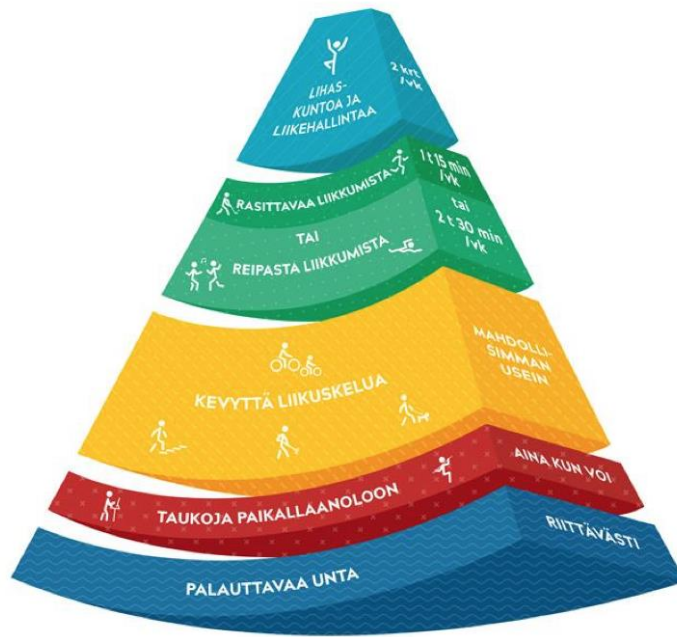 LIHAS-
KUNTOA JA
LIIKEHALLINTAA
2 krt
/vk
RASITTAVAA LIIKKUMISTA
1 t 15 min
/vk
TAI
tai
REIPASTA LIIKKUMISTA
2 t 30 min
/vk
KEVYTTÄ LIIKUSKELUA
MAHDOLLI-
SIMMAN
USEIN
TAUKOJA PAIKALLAANOLOON
AINA KUN VOI
PALAUTTAVAA UNTA
RIITTÄVÄSTI